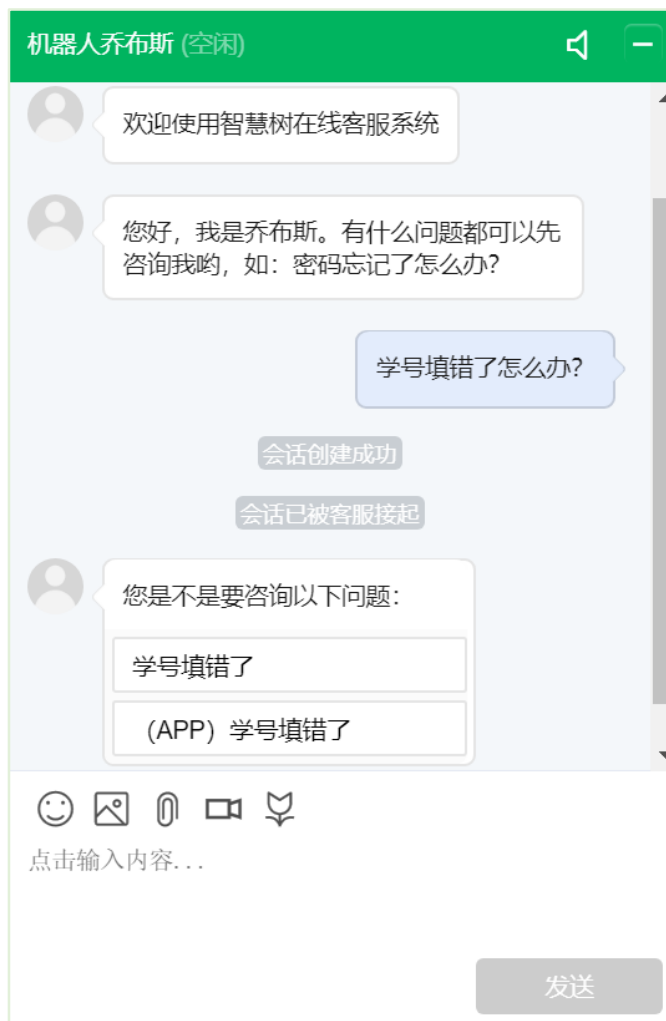 机器人乔布斯 (空闲)
欢迎使用智慧树在线客服系统
您好，我是乔布斯。有什么问题都可以先
咨询我哟，如：密码忘记了怎么办？
学号填错了怎么办？
会话创建成功
会话已被客服接起
您是不是要咨询以下问题：
学号填错了
（APP）学号填错了
点击输入内容...
发送